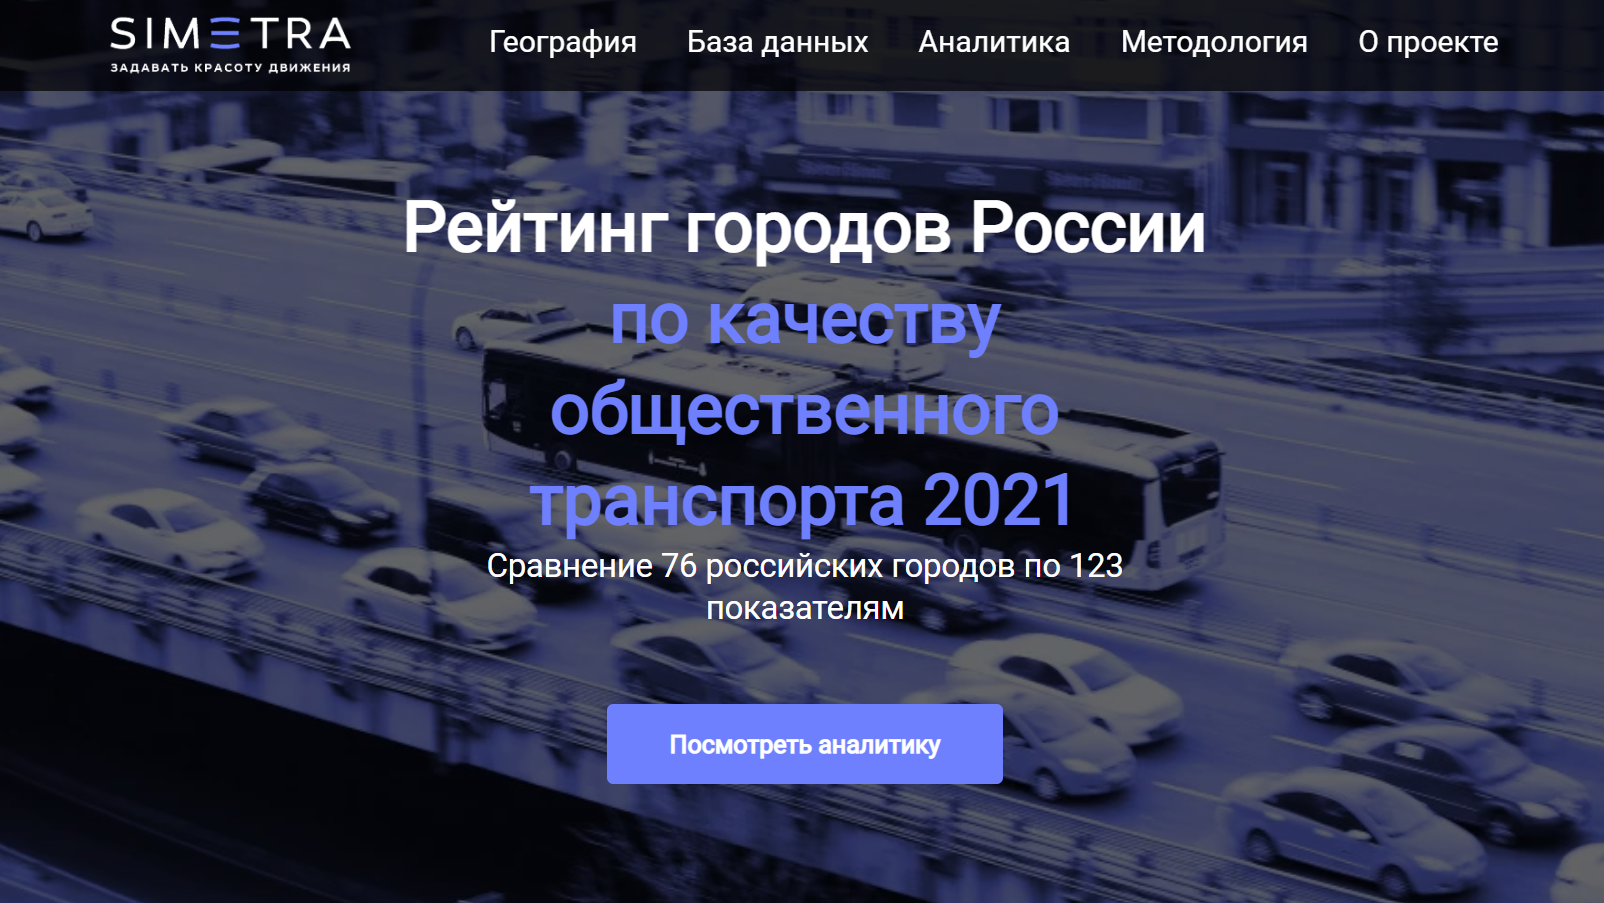 SIMETRA
ЗАДАВАТЬ КРАСОТУ ДВИЖЕНИЯ
География База данных Аналитика Методология О проекте
Рейтинг городов России
по качеству
общественного
транспорта 2021
Сравнение 76 российских городов по 123
показателям
Посмотреть аналитику